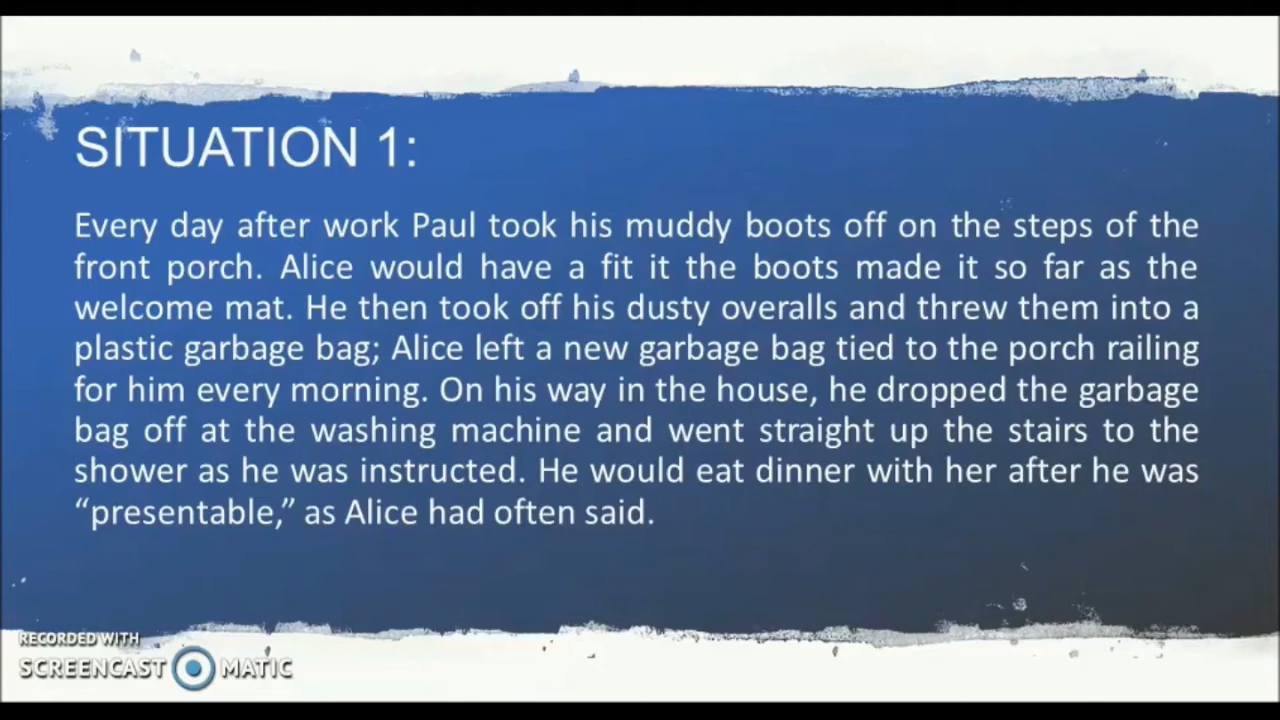 SITUATION 1:
Every day after work Paul took his muddy boots off on the steps of the
front porch. Alice would have a fit it the boots made it so far as the
welcome mat. He then took off his dusty overalls and threw them into a
plastic garbage bag; Alice left a new garbage bag tied to the porch railing
for him every morning. On his way in the house, he dropped the garbage
bag off at the washing machine and went straight up the stairs to the
shower as he was instructed. He would eat dinner with her after he was
“presentable,” as Alice had often said.
RECORDED WITH
SCREENCAST MATIC